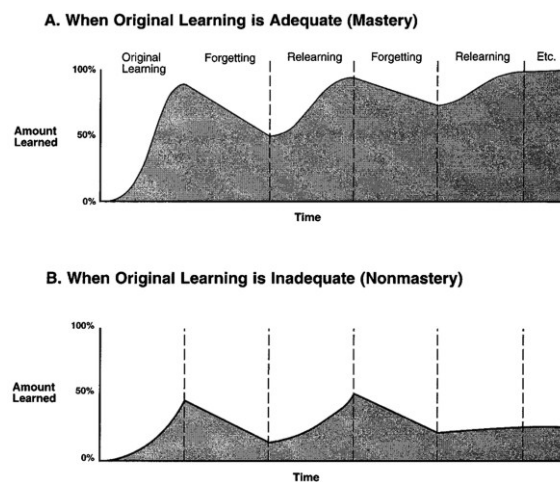 A. When Original Learning is Adequate (Mastery)
Original
Learning
Forgetting
Relearning
Forgetting
Relearning
Etc.
100%
Amount
Learned
50%
0%
Time
B. When Original Learning is Inadequate (Nonmastery)
100%
Amount
Learned
50%
0%
Time